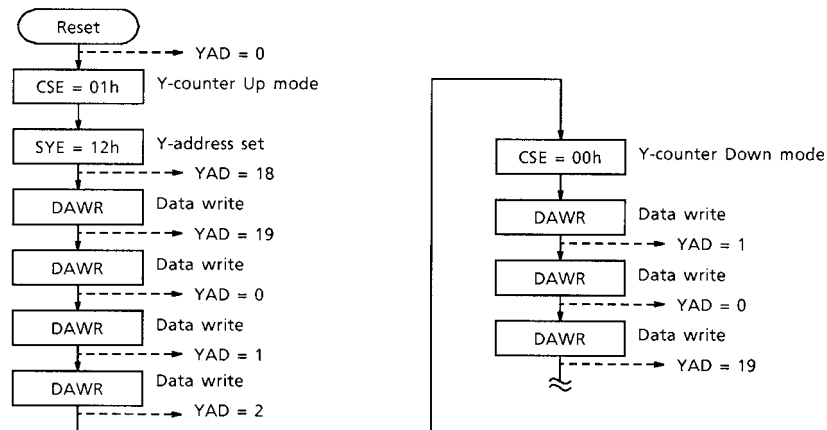 Reset
YAD = 0
CSE = 01h Y-counter Up mode
SYE = 12h Y-address set
YAD = 18
DAWR Data write
YAD = 19
DAWR Data write
YAD = 0
DAWR Data write
YAD = 1
DAWR Data write
YAD = 2
CSE = 00h Y-counter Down mode
DAWR Data write
YAD = 1
DAWR Data write
YAD = 0
DAWR Data write
YAD = 19